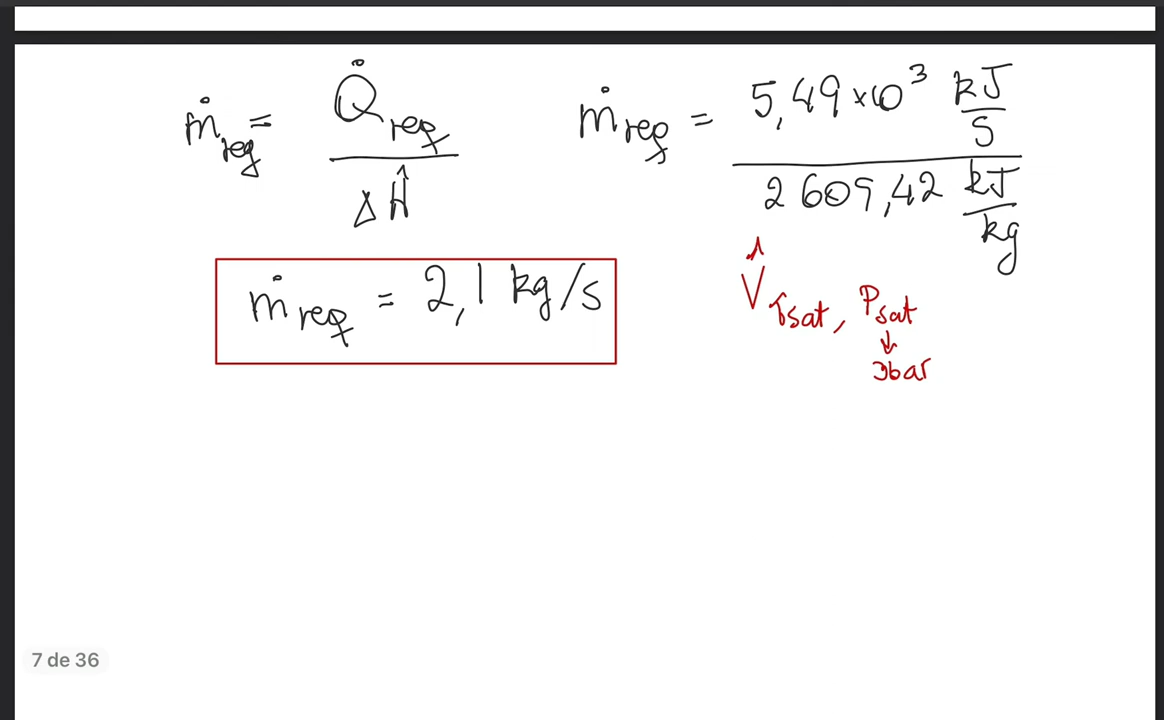 ṁreq = Q̇req / ΔĤ
ṁreq = 5,49×10³ kJ/s / 2609,42 kJ/kg
ṁreq = 2,1 kg/s
V̂Tsat, Psat
↓
3bar
7 de 36